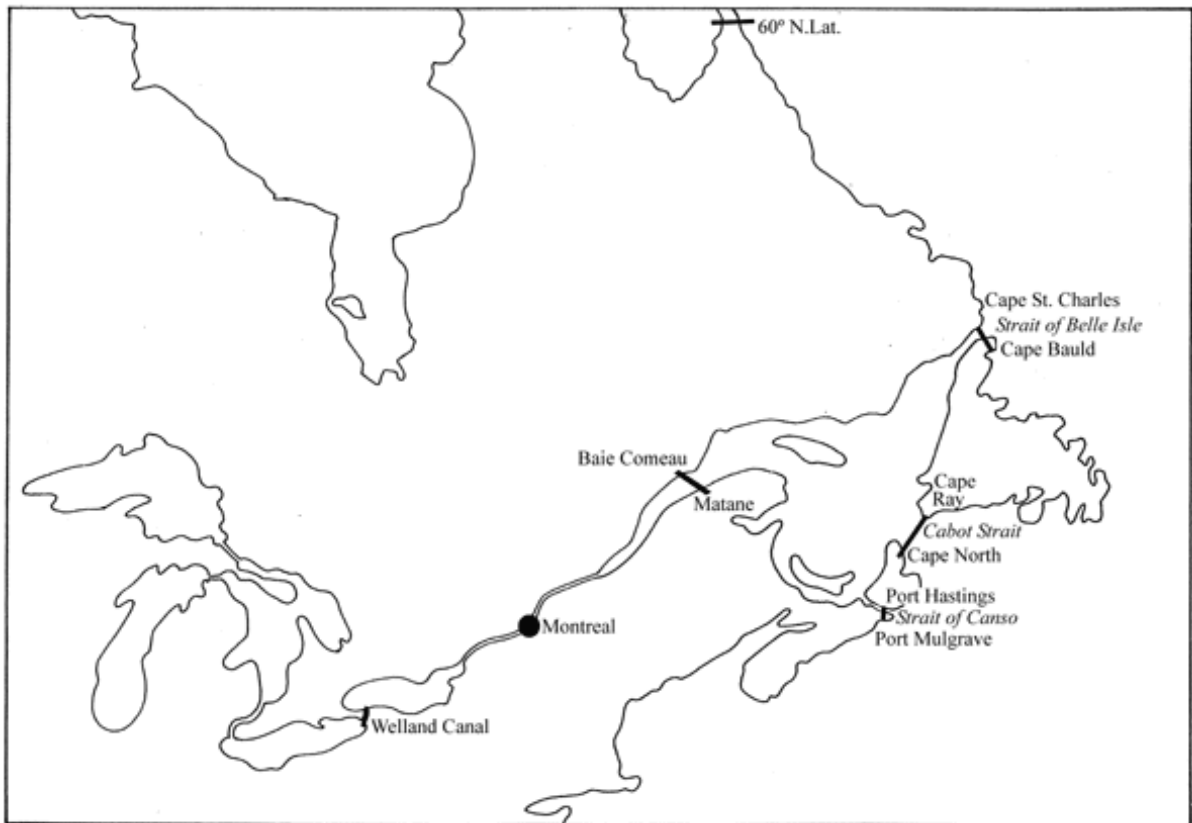 60º N.Lat.
Cape St. Charles
Strait of Belle Isle
Cape Bauld
Baie Comeau
Matane
Cape
Ray
Cabot Strait
Cape North
Port Hastings
Strait of Canso
Port Mulgrave
Montreal
Welland Canal